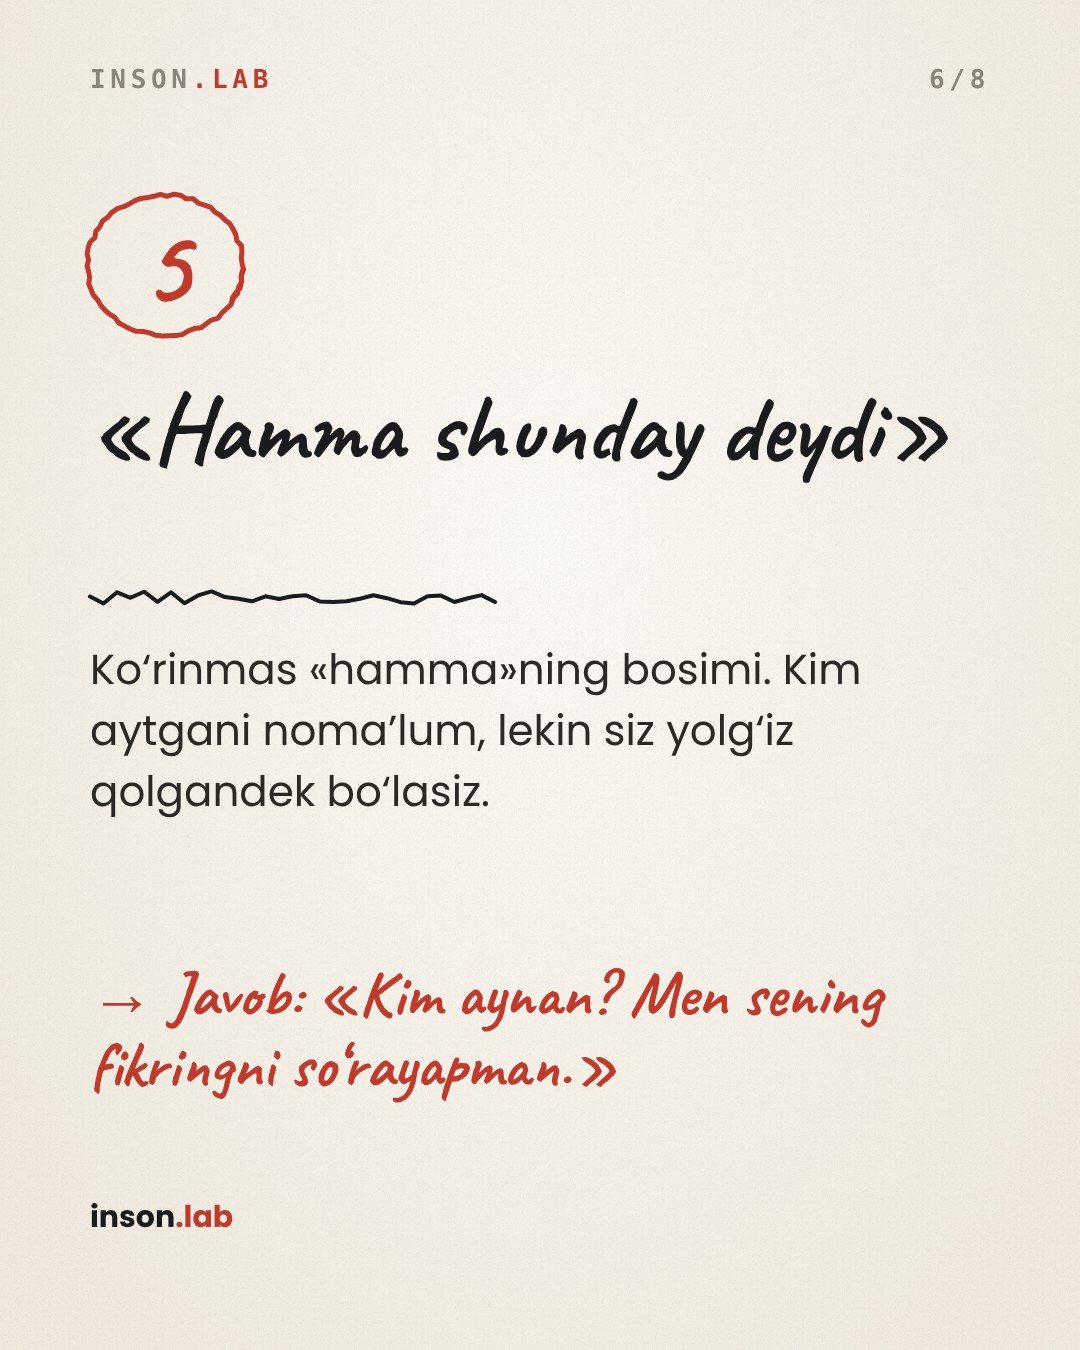 INSON.LAB
6/8
5
«Hamma shunday deydi»
Ko‘rinmas «hamma»ning bosimi. Kim
aytgani noma’lum, lekin siz yolg‘iz
qolgandek bo‘lasiz.
→ Javob: «Kim aynan? Men sening
fikringni so‘rayapman.»
inson.lab